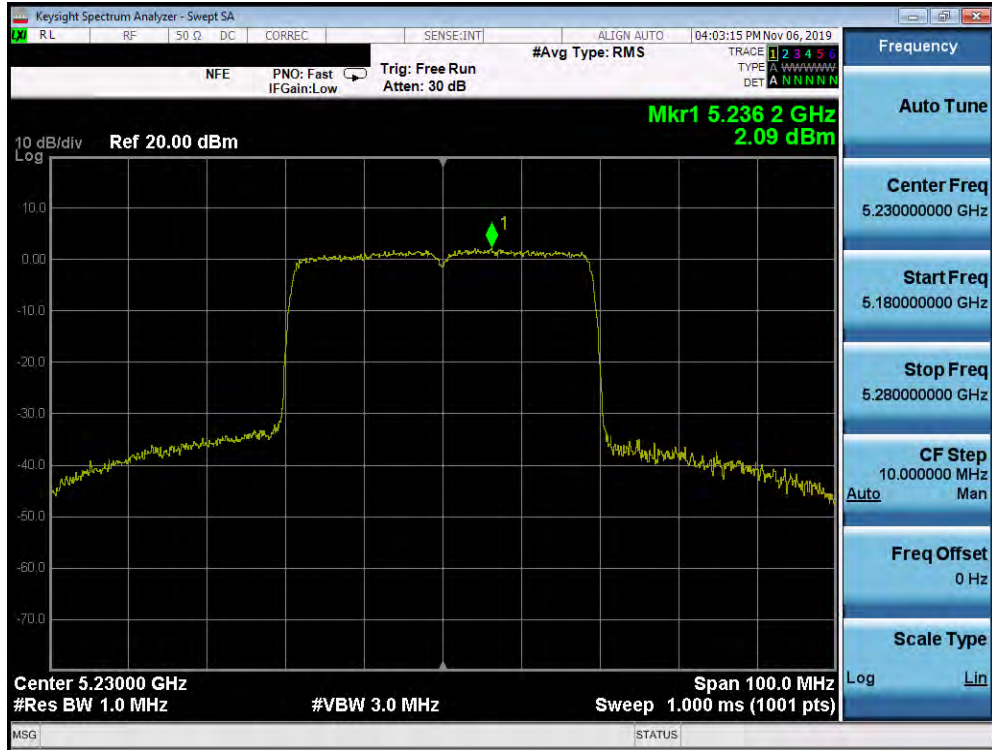 Keysight Spectrum Analyzer - Swept SA
LXI RL RF 50 Ω DC CORREC SENSE:INT ALIGN AUTO 04:03:15 PM Nov 06, 2019
Frequency
NFE
PNO: Fast
IFGain:Low
Trig: Free Run
Atten: 30 dB
#Avg Type: RMS
TRACE 1 2 3 4 5 6
TYPE A WWWWW
DET A N N N N N
Mkr1 5.236 2 GHz
2.09 dBm
10 dB/div Ref 20.00 dBm
Log
10.0
0.00
-10.0
-20.0
-30.0
-40.0
-50.0
-60.0
-70.0
1
Center 5.23000 GHz
Span 100.0 MHz
#Res BW 1.0 MHz
#VBW 3.0 MHz
Sweep 1.000 ms (1001 pts)
Auto Tune
Center Freq
5.230000000 GHz
Start Freq
5.180000000 GHz
Stop Freq
5.280000000 GHz
CF Step
10.000000 MHz
Auto Man
Freq Offset
0 Hz
Scale Type
Log Lin
MSG
STATUS